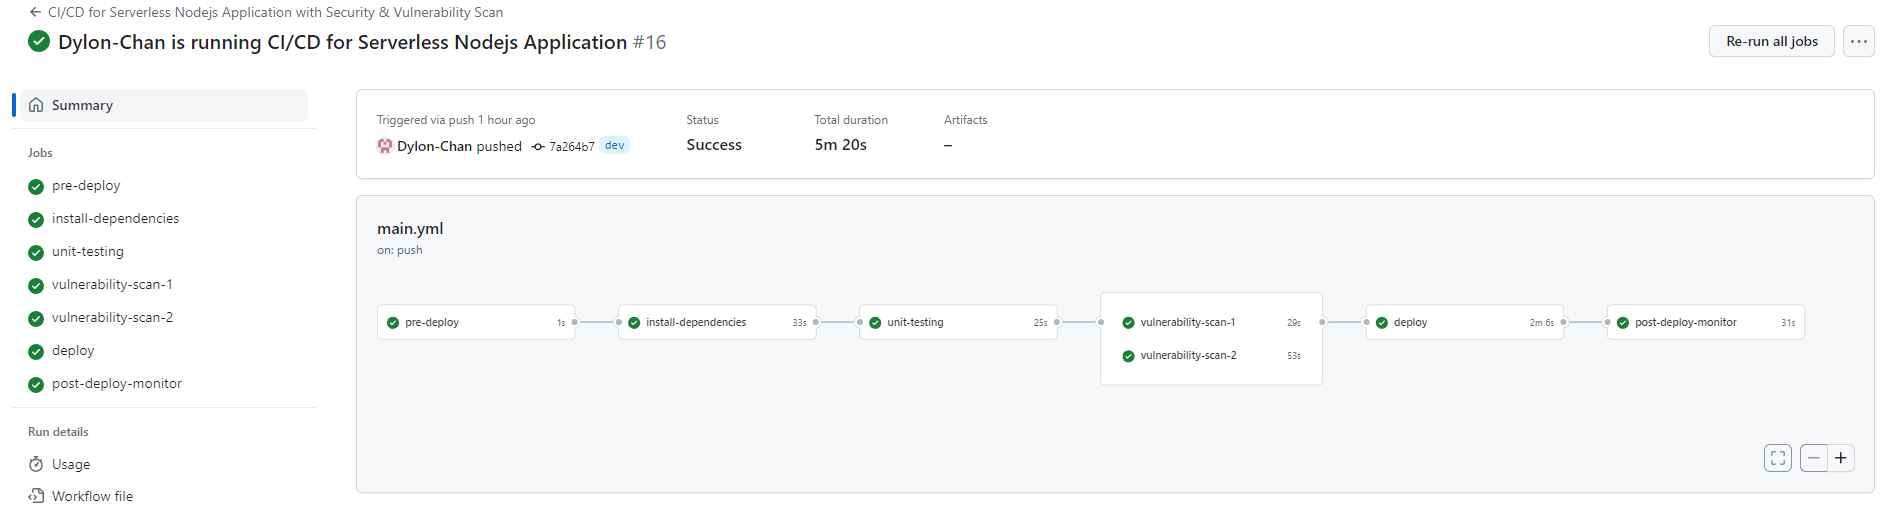 CI/CD for Serverless Nodejs Application with Security & Vulnerability Scan
Dylon-Chan is running CI/CD for Serverless Nodejs Application #16
Re-run all jobs
Summary
Jobs
pre-deploy
install-dependencies
unit-testing
vulnerability-scan-1
vulnerability-scan-2
deploy
post-deploy-monitor
Run details
Usage
Workflow file
Triggered via push 1 hour ago
Dylon-Chan pushed 7a264b7 dev
Status
Success
Total duration
5m 20s
Artifacts
–
main.yml
on: push
pre-deploy 1s
install-dependencies 33s
unit-testing 25s
vulnerability-scan-1 29s
vulnerability-scan-2 53s
deploy 2m 6s
post-deploy-monitor 31s